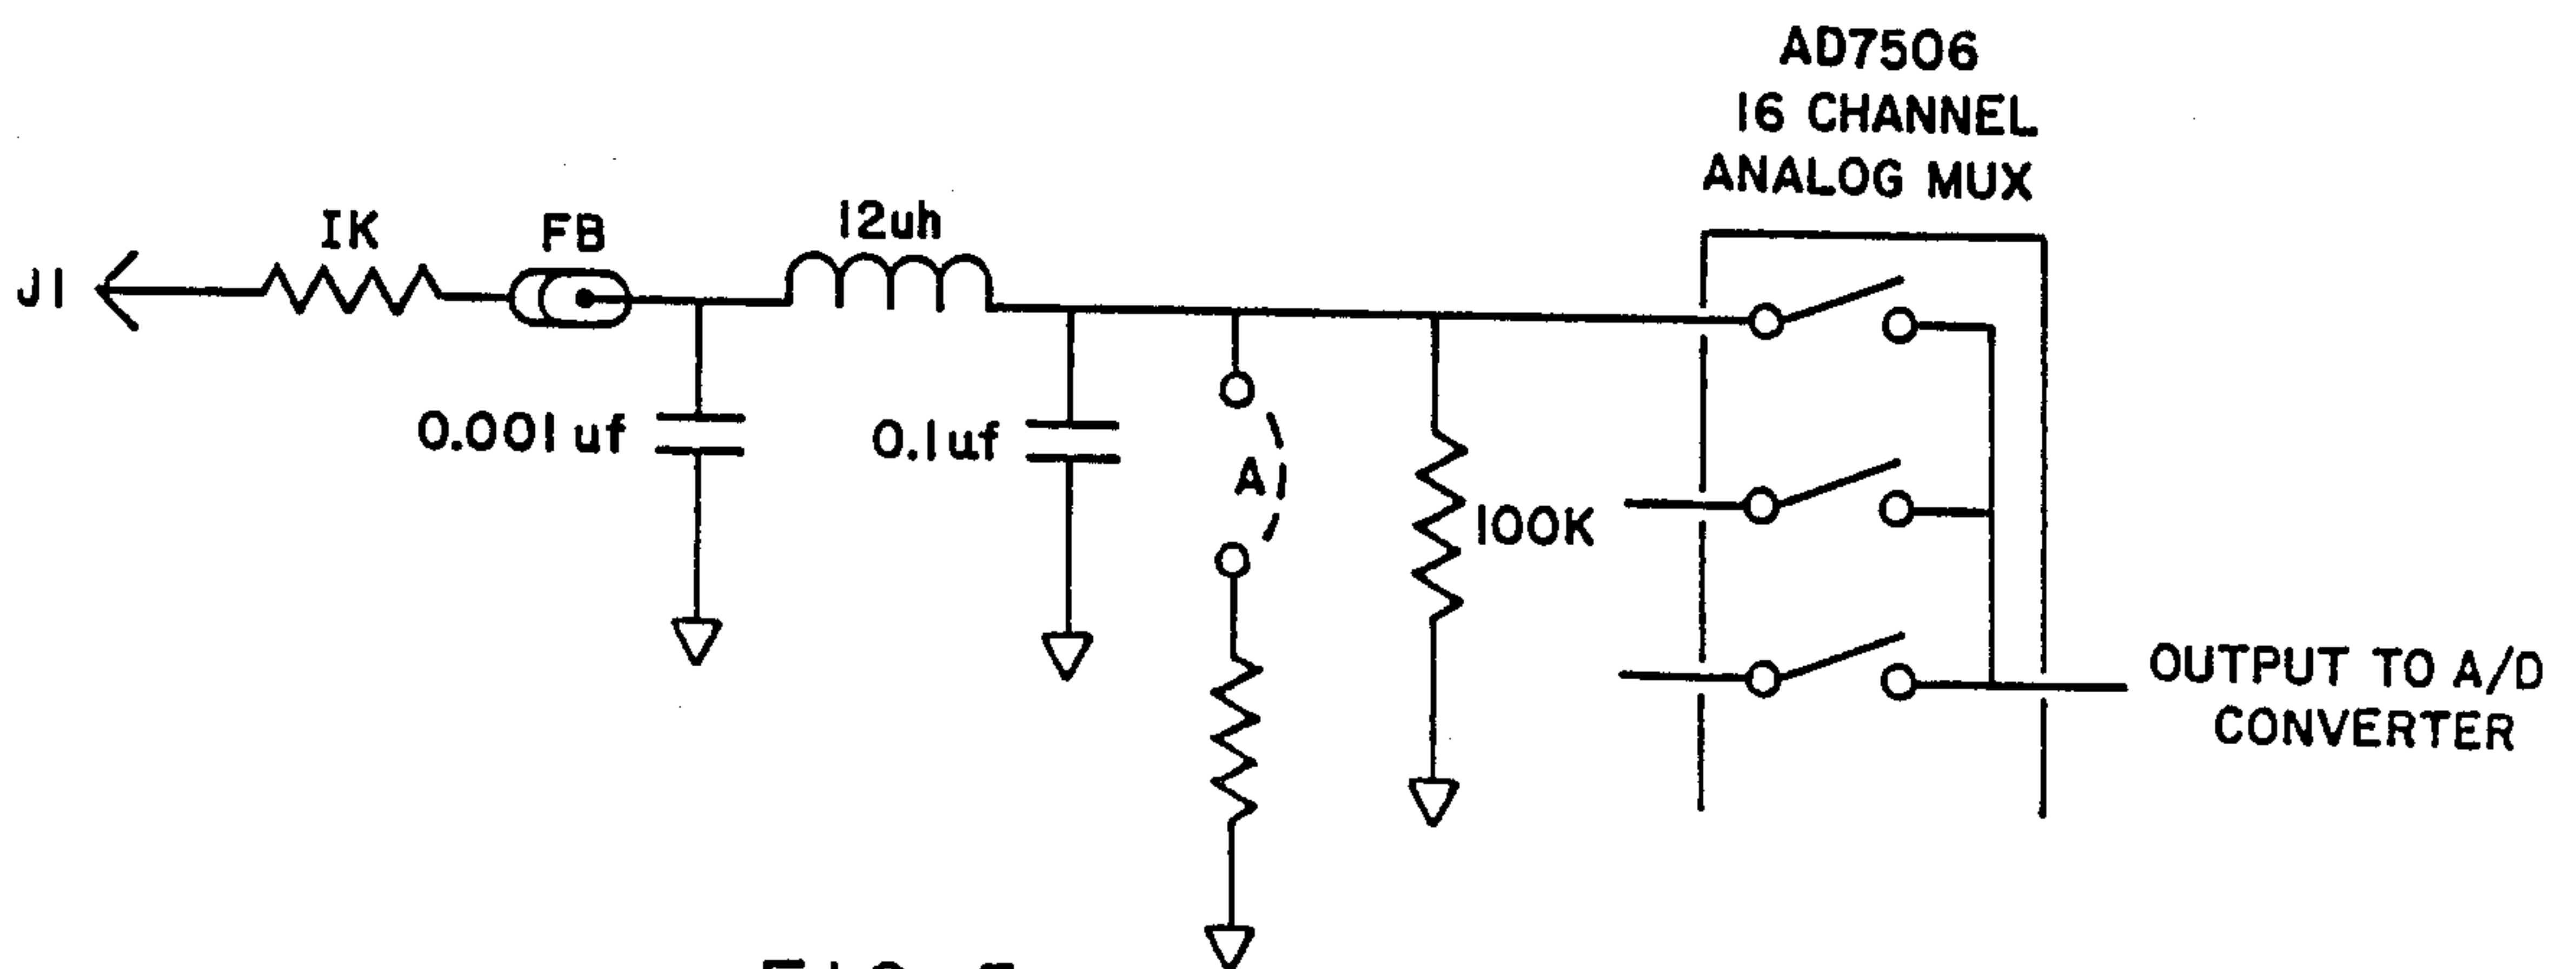 AD7506
16 CHANNEL
ANALOG MUX
J1
1K
FB
12uh
0.001 uf
0.1uf
A
100K
OUTPUT TO A/D
CONVERTER